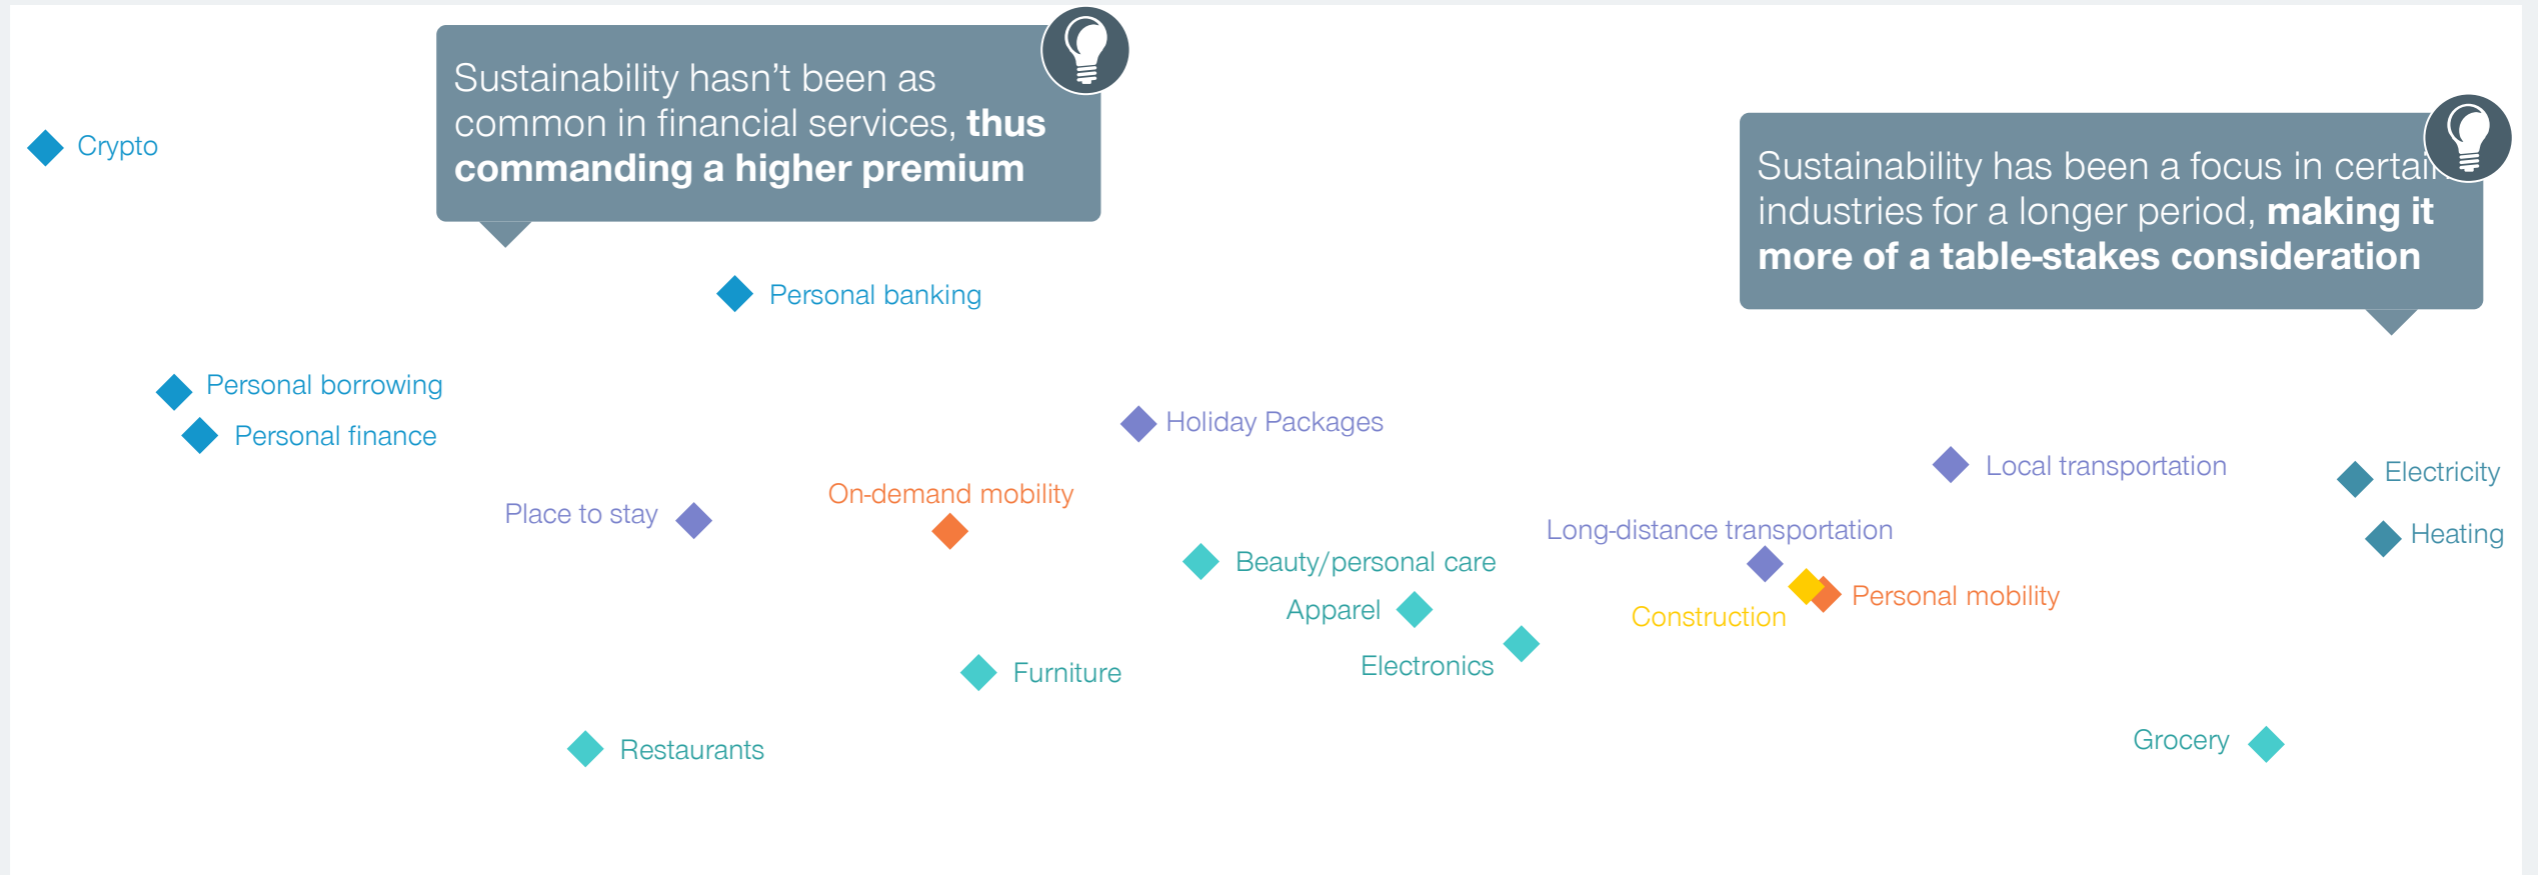 Sustainability hasn’t been as
common in financial services, thus
commanding a higher premium
Crypto
Sustainability has been a focus in certain
industries for a longer period, making it
more of a table-stakes consideration
Personal banking
Personal borrowing
Personal finance
Holiday Packages
Local transportation
Electricity
On-demand mobility
Place to stay
Long-distance transportation
Heating
Beauty/personal care
Personal mobility
Apparel
Construction
Electronics
Furniture
Grocery
Restaurants